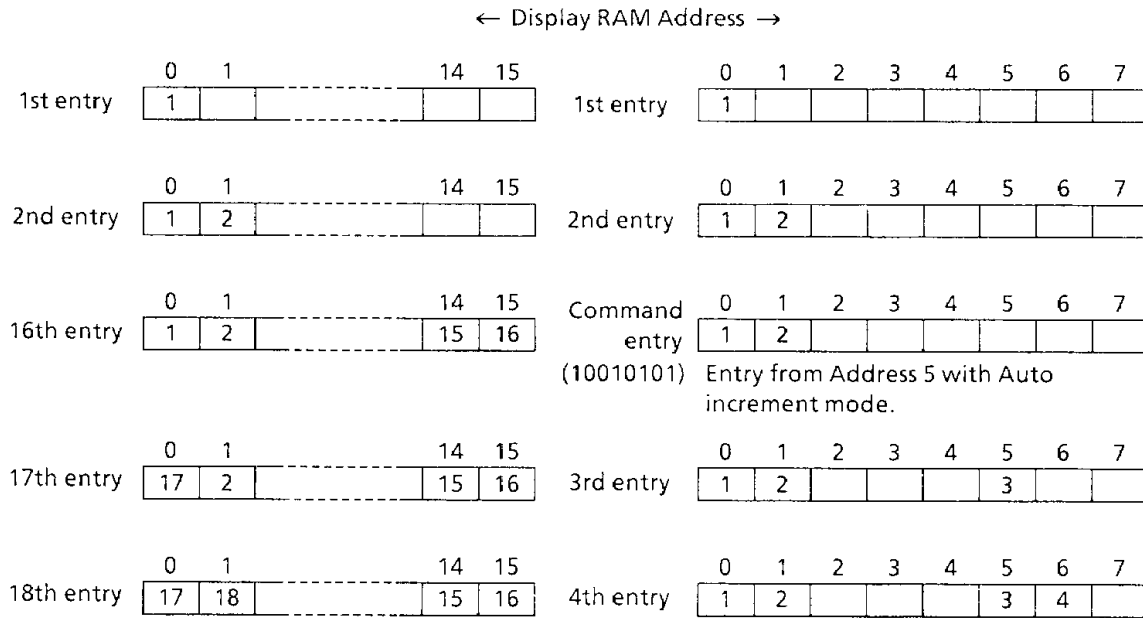 ← Display RAM Address →
0 1 14 15
1st entry 1
0 1 14 15
2nd entry 1 2
0 1 14 15
16th entry 1 2 15 16
0 1 14 15
17th entry 17 2 15 16
0 1 14 15
18th entry 17 18 15 16
0 1 2 3 4 5 6 7
1st entry 1
0 1 2 3 4 5 6 7
2nd entry 1 2
0 1 2 3 4 5 6 7
Command
entry 1 2
(10010101) Entry from Address 5 with Auto
increment mode.
0 1 2 3 4 5 6 7
3rd entry 1 2 3
0 1 2 3 4 5 6 7
4th entry 1 2 3 4